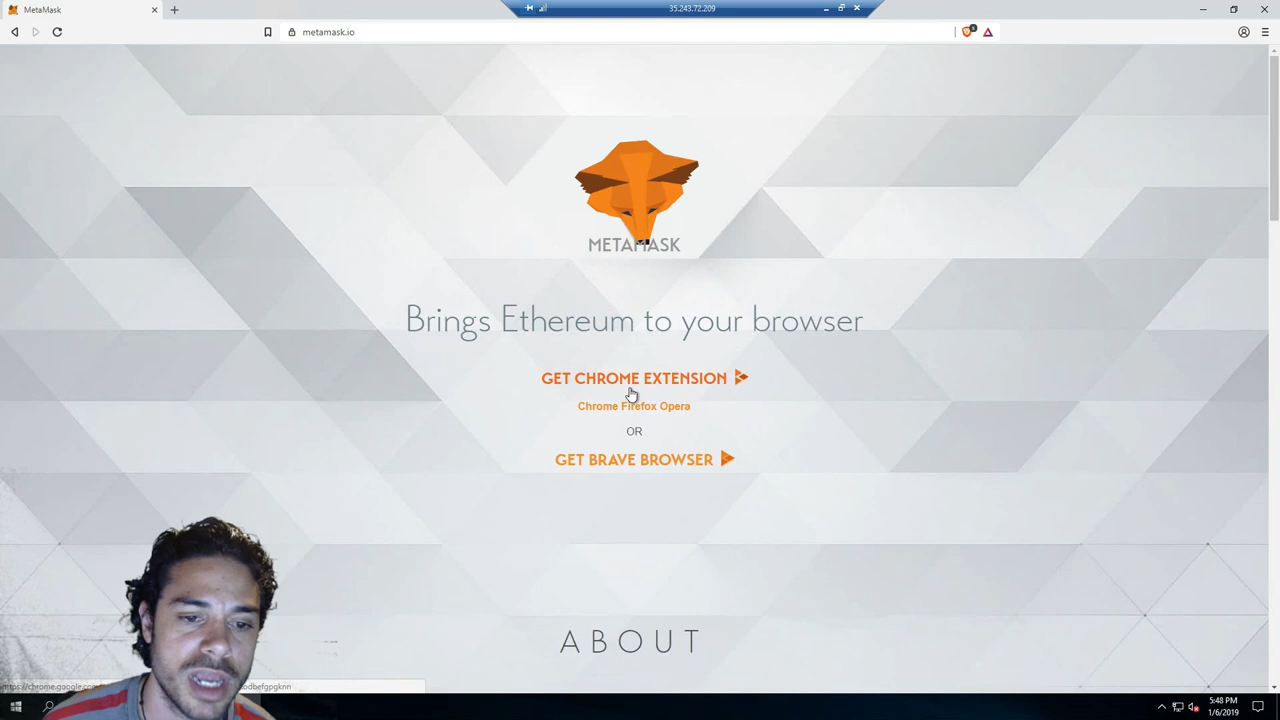 MetaMask
35.243.72.209
metamask.io
METAMASK
Brings Ethereum to your browser
GET CHROME EXTENSION
Chrome Firefox Opera
OR
GET BRAVE BROWSER
ABOUT
5:48 PM
1/6/2019